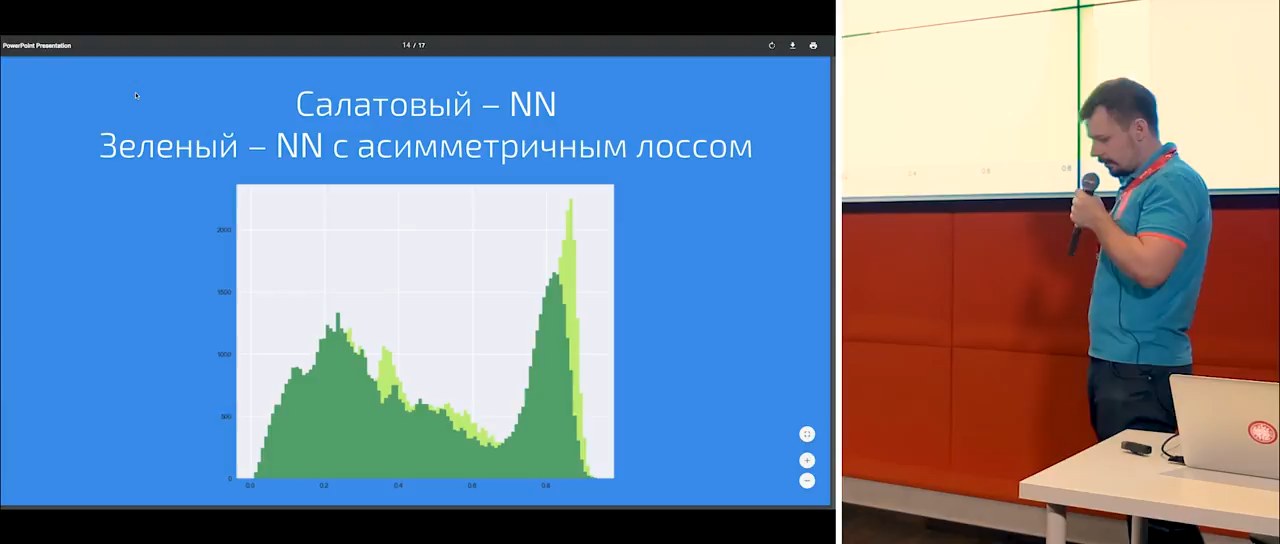 PowerPoint Presentation
14 / 17
Салатовый – NN
Зеленый – NN с асимметричным лоссом
2000
1500
1000
500
0
0.0 0.2 0.4 0.6 0.8